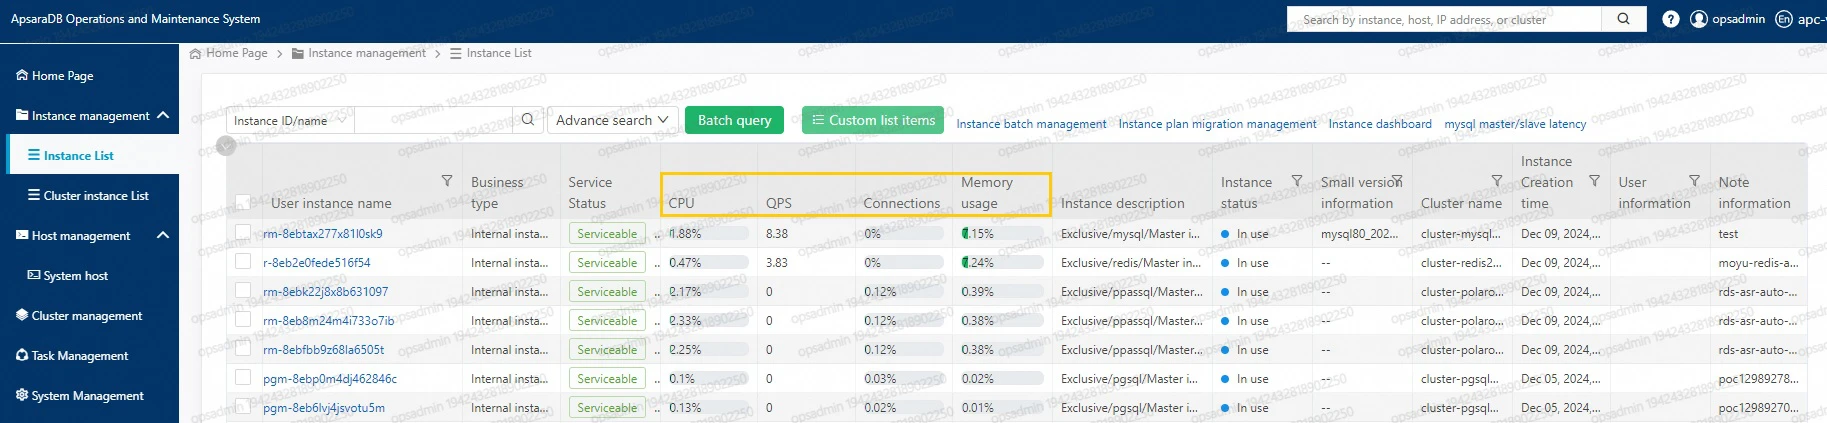 ApsaraDB Operations and Maintenance System
Search by instance, host, IP address, or cluster
opsadmin
En
Home Page
Instance management
Instance List
Cluster instance List
Host management
System host
Cluster management
Task Management
System Management
Home Page > Instance management > Instance List
Instance ID/name
Advance search
Batch query
Custom list items
Instance batch management
Instance plan migration management
Instance dashboard
mysql master/slave latency
User instance name
Business type
Service Status
CPU
QPS
Connections
Memory usage
Instance description
Instance status
Small version information
Cluster name
Instance Creation time
User information
Note information
rm-8ebtax277x81l0sk9 Internal insta... Serviceable .. 1.88% 8.38 0% 7.15% Exclusive/mysql/Master i... In use mysql80_202... cluster-mysql... Dec 09, 2024,... test
r-8eb2e0fede516f54 Internal insta... Serviceable .. 0.47% 3.83 0% 7.24% Exclusive/redis/Master in... In use -- cluster-redis2... Dec 09, 2024,... moyu-redis-a...
rm-8ebk22j8x8b631097 Internal insta... Serviceable .. 2.17% 0 0.12% 0.39% Exclusive/ppassql/Master... In use -- cluster-polaro... Dec 09, 2024,... rds-asr-auto-...
rm-8eb8m24m4i733o7ib Internal insta... Serviceable .. 2.33% 0 0.12% 0.38% Exclusive/ppassql/Master... In use -- cluster-polaro... Dec 09, 2024,... rds-asr-auto-...
rm-8ebfbb9z68la6505t Internal insta... Serviceable .. 2.25% 0 0.12% 0.38% Exclusive/ppassql/Master... In use -- cluster-polaro... Dec 09, 2024,... rds-asr-auto-...
pgm-8ebp0m4dj462846c Internal insta... Serviceable .. 0.1% 0 0.03% 0.02% Exclusive/pgsql/Master i... In use -- cluster-pgsql... Dec 05, 2024,... poc12989278...
pgm-8eb6lvj4jsvotu5m Internal insta... Serviceable .. 0.13% 0 0.02% 0.01% Exclusive/pgsql/Master i... In use -- cluster-pgsql... Dec 05, 2024,... poc12989270...
opsadmin 1942432818902250